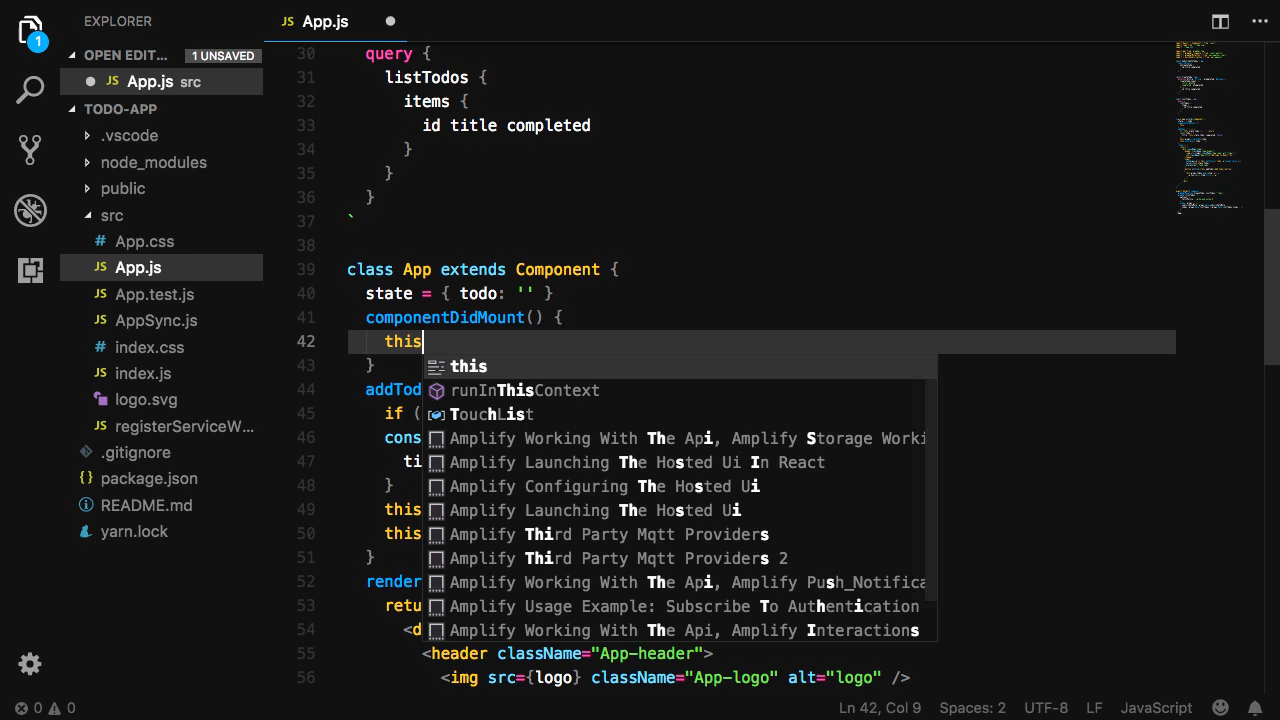 EXPLORER
OPEN EDIT... 1 UNSAVED
JS App.js src
TODO-APP
.vscode
node_modules
public
src
# App.css
JS App.js
JS App.test.js
JS AppSync.js
# index.css
JS index.js
logo.svg
JS registerServiceW...
.gitignore
{} package.json
README.md
yarn.lock
1
JS App.js
30 query {
31 listTodos {
32 items {
33 id title completed
34 }
35 }
36 }
37 `
38
39 class App extends Component {
40 state = { todo: '' }
41 componentDidMount() {
42 this
43 }
44 addTod
45 if (
46 cons
47 ti
48 }
49 this
50 this
51 }
52 render
53 retu
54 <d
55 <header className="App-header">
56 <img src={logo} className="App-logo" alt="logo" />
this
runInThisContext
TouchList
Amplify Working With The Api, Amplify Storage Worki
Amplify Launching The Hosted Ui In React
Amplify Configuring The Hosted Ui
Amplify Launching The Hosted Ui
Amplify Third Party Mqtt Providers
Amplify Third Party Mqtt Providers 2
Amplify Working With The Api, Amplify Push_Notifica
Amplify Usage Example: Subscribe To Authentication
Amplify Working With The Api, Amplify Interactions
0 0 Ln 42, Col 9 Spaces: 2 UTF-8 LF JavaScript